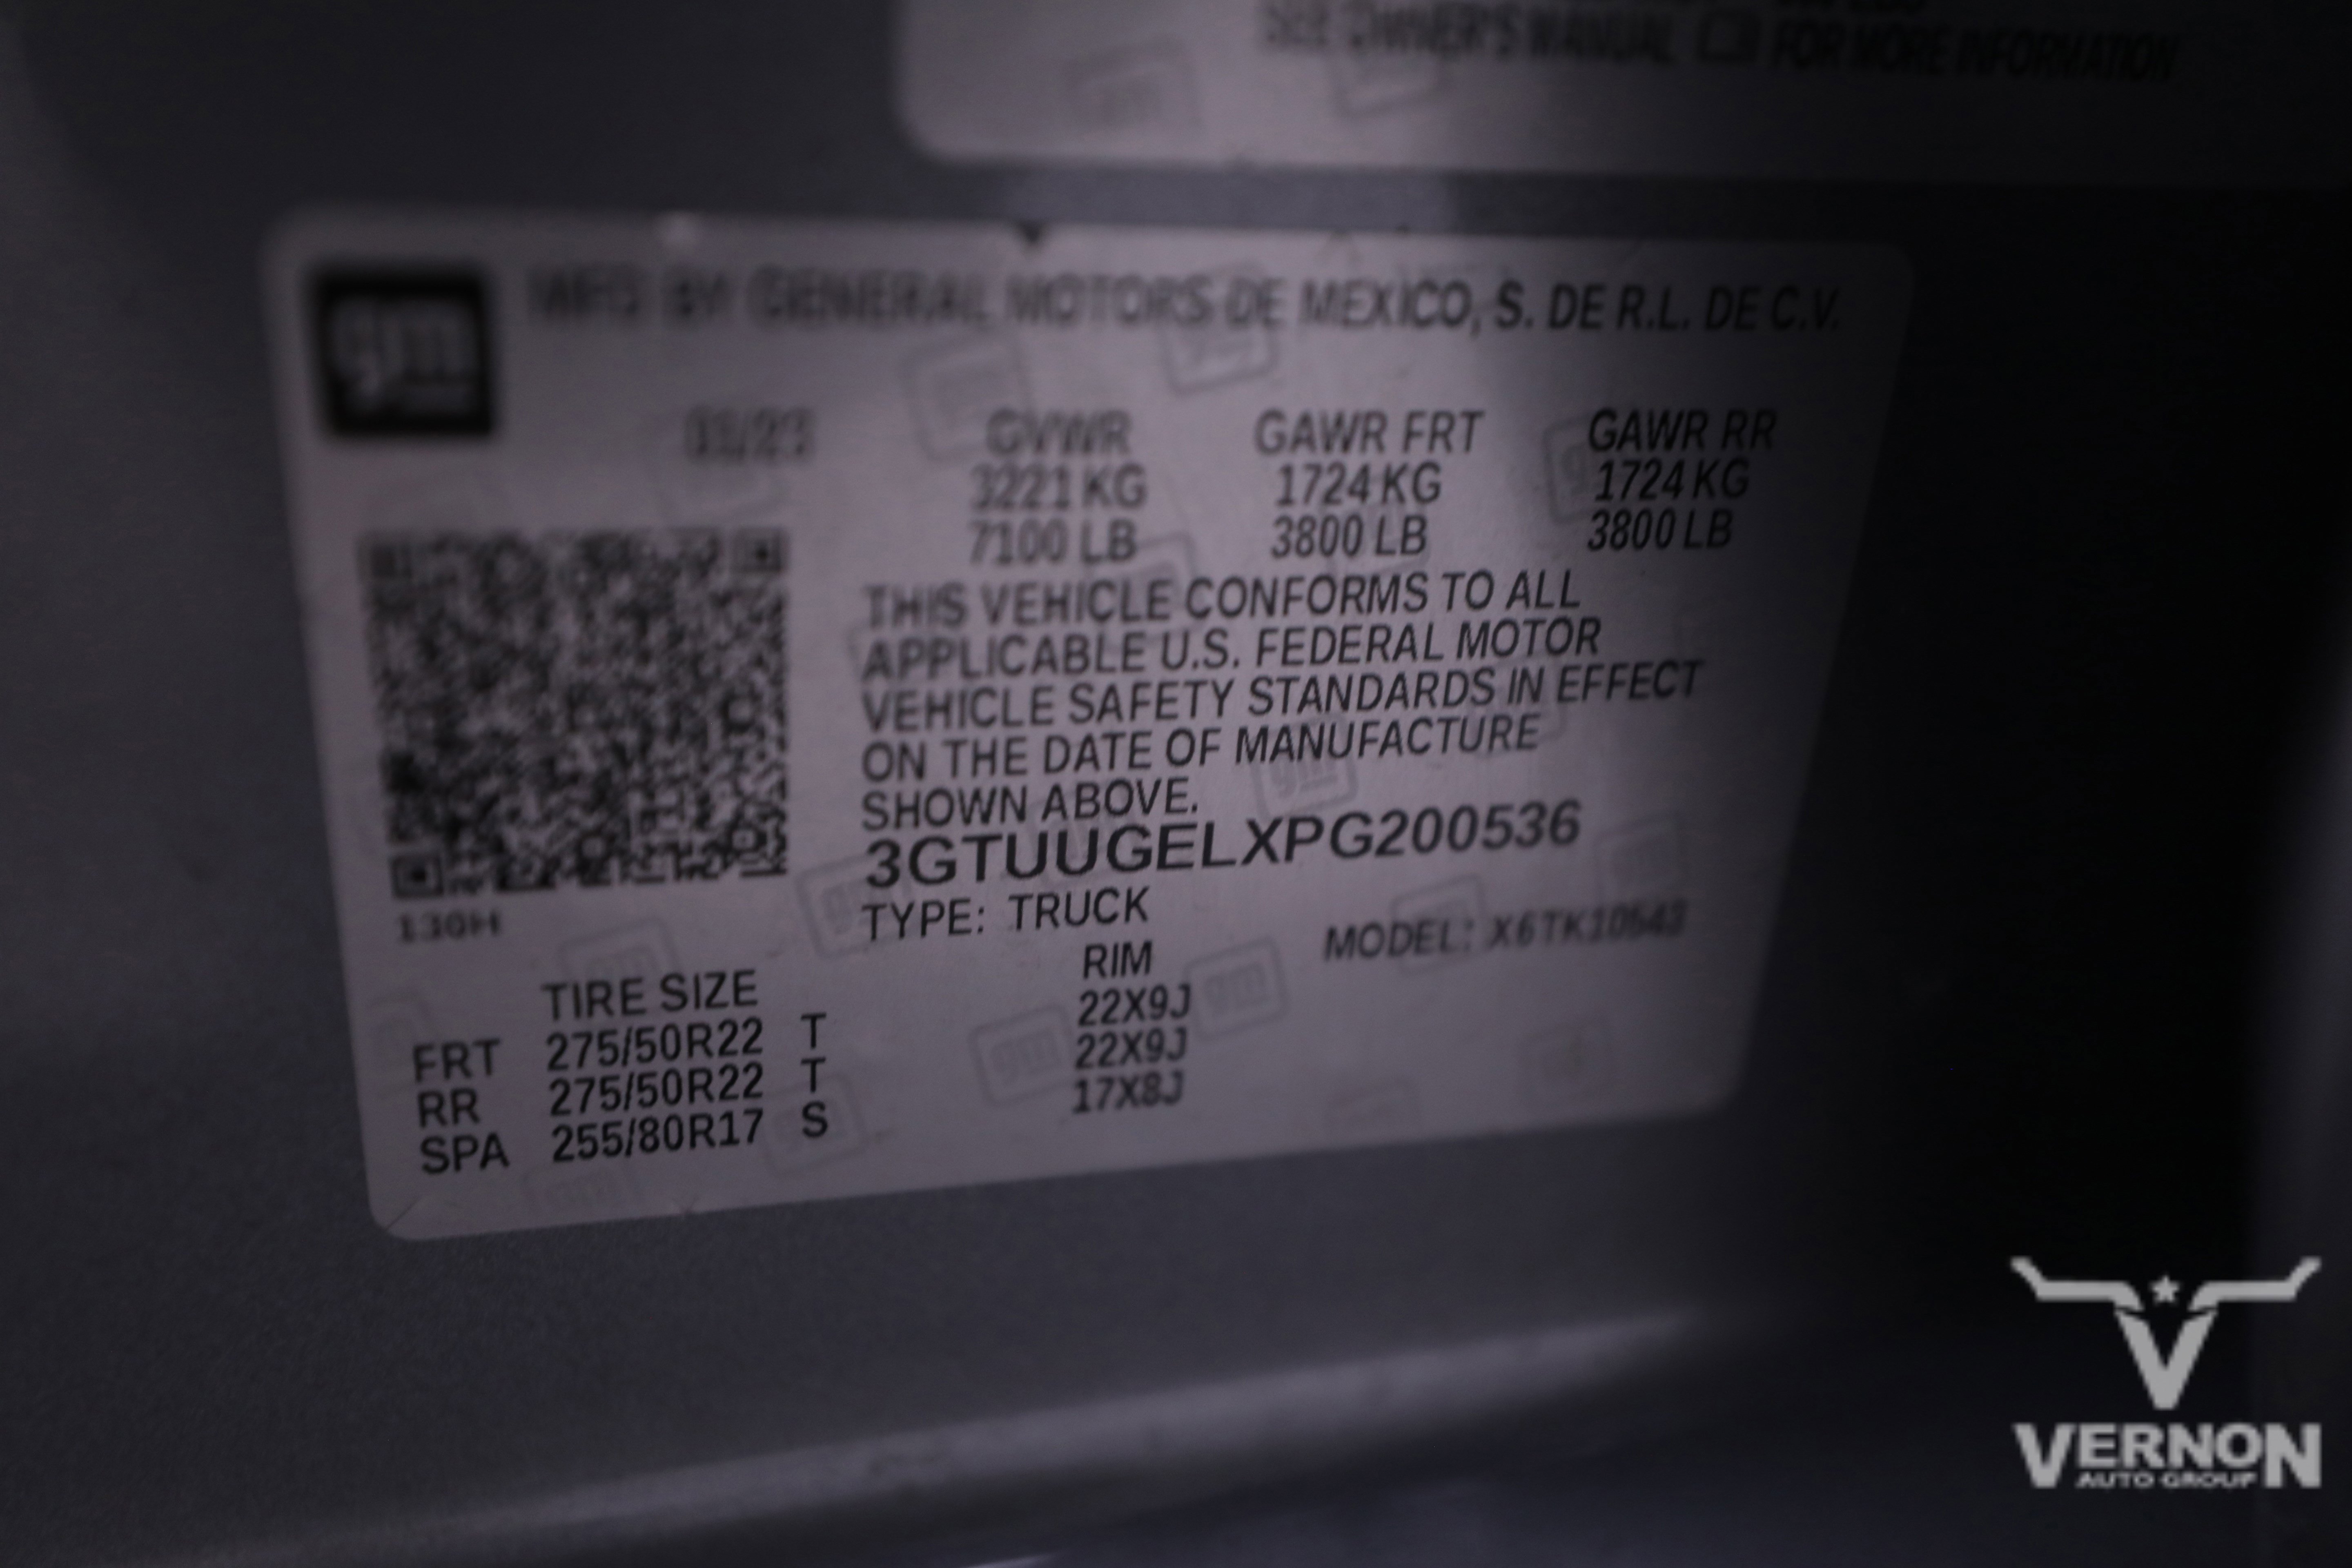 SEE OWNER'S MANUAL FOR MORE INFORMATION
gm
MFD BY GENERAL MOTORS DE MEXICO, S. DE R.L. DE C.V.
GVWR GAWR FRT GAWR RR
3221 KG 1724 KG 1724 KG
7100 LB 3800 LB 3800 LB
THIS VEHICLE CONFORMS TO ALL
APPLICABLE U.S. FEDERAL MOTOR
VEHICLE SAFETY STANDARDS IN EFFECT
ON THE DATE OF MANUFACTURE
SHOWN ABOVE.
3GTUUGELXPG200536
130H
TYPE: TRUCK MODEL: X6TK10543
TIRE SIZE RIM
FRT 275/50R22 T 22X9J
RR 275/50R22 T 22X9J
SPA 255/80R17 S 17X8J
VERNON
AUTO GROUP